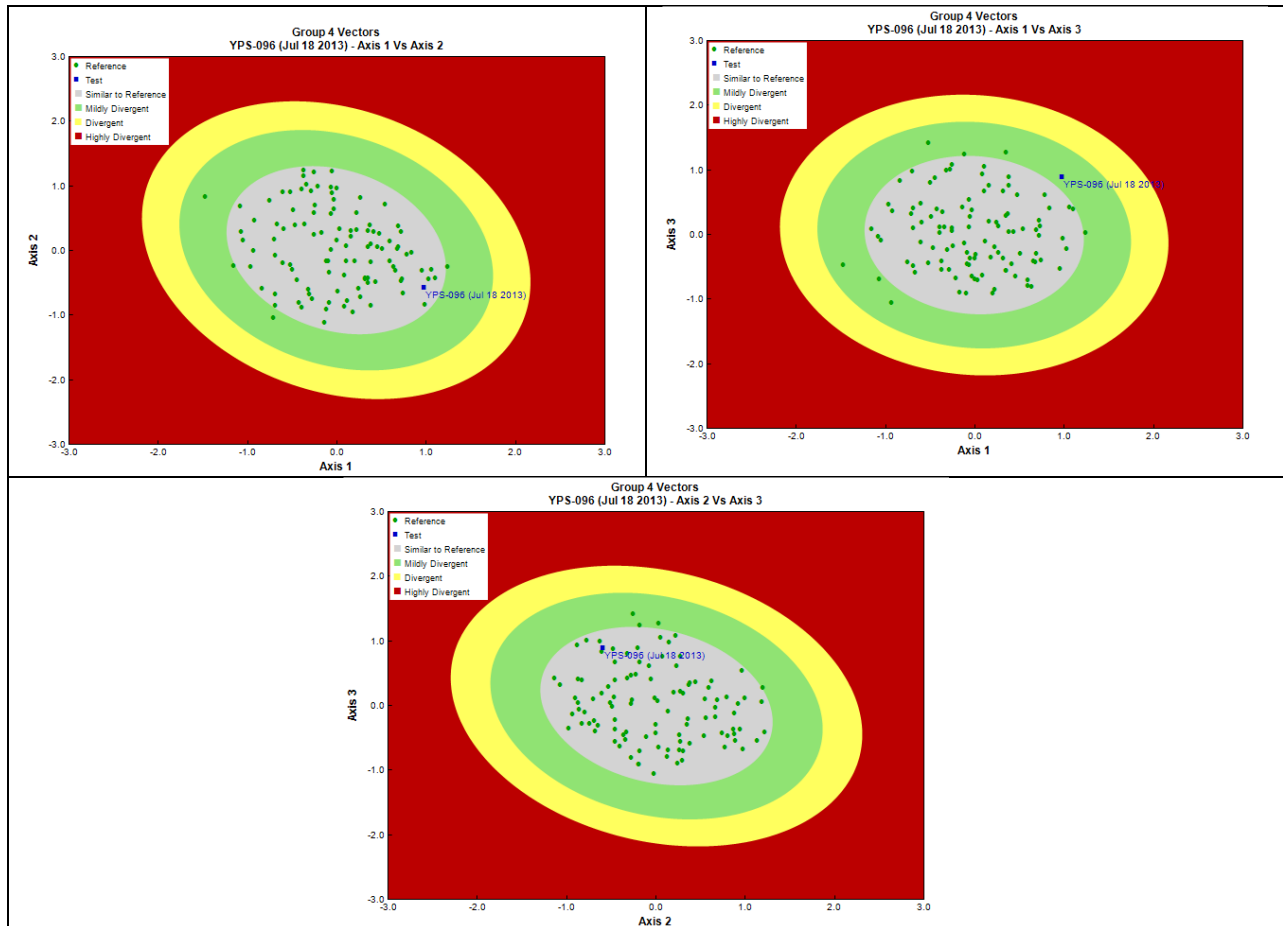 Group 4 Vectors
YPS-096 (Jul 18 2013) - Axis 1 Vs Axis 2
3.0
2.0
1.0
0.0
-1.0
-2.0
-3.0
Axis 2
Reference
Test
Similar to Reference
Mildly Divergent
Divergent
Highly Divergent
YPS-096 (Jul 18 2013)
-3.0 -2.0 -1.0 0.0 1.0 2.0 3.0
Axis 1
Group 4 Vectors
YPS-096 (Jul 18 2013) - Axis 1 Vs Axis 3
3.0
2.0
1.0
0.0
-1.0
-2.0
-3.0
Axis 3
Reference
Test
Similar to Reference
Mildly Divergent
Divergent
Highly Divergent
YPS-096 (Jul 18 2013)
-3.0 -2.0 -1.0 0.0 1.0 2.0 3.0
Axis 1
Group 4 Vectors
YPS-096 (Jul 18 2013) - Axis 2 Vs Axis 3
3.0
2.0
1.0
0.0
-1.0
-2.0
-3.0
Axis 3
Reference
Test
Similar to Reference
Mildly Divergent
Divergent
Highly Divergent
YPS-096 (Jul 18 2013)
-3.0 -2.0 -1.0 0.0 1.0 2.0 3.0
Axis 2